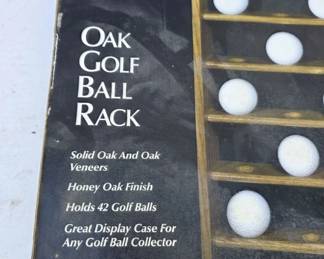 OAK
GOLF
BALL
RACK
Solid Oak And Oak
Veneers
Honey Oak Finish
Holds 42 Golf Balls
Great Display Case For
Any Golf Ball Collector